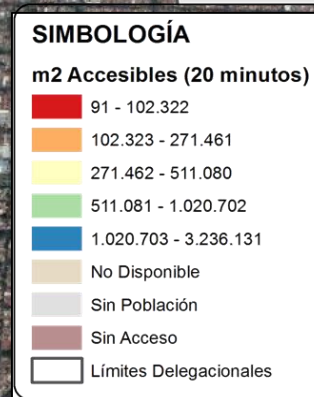 SIMBOLOGÍA
m2 Accesibles (20 minutos)
91 - 102.322
102.323 - 271.461
271.462 - 511.080
511.081 - 1.020.702
1.020.703 - 3.236.131
No Disponible
Sin Población
Sin Acceso
Límites Delegacionales